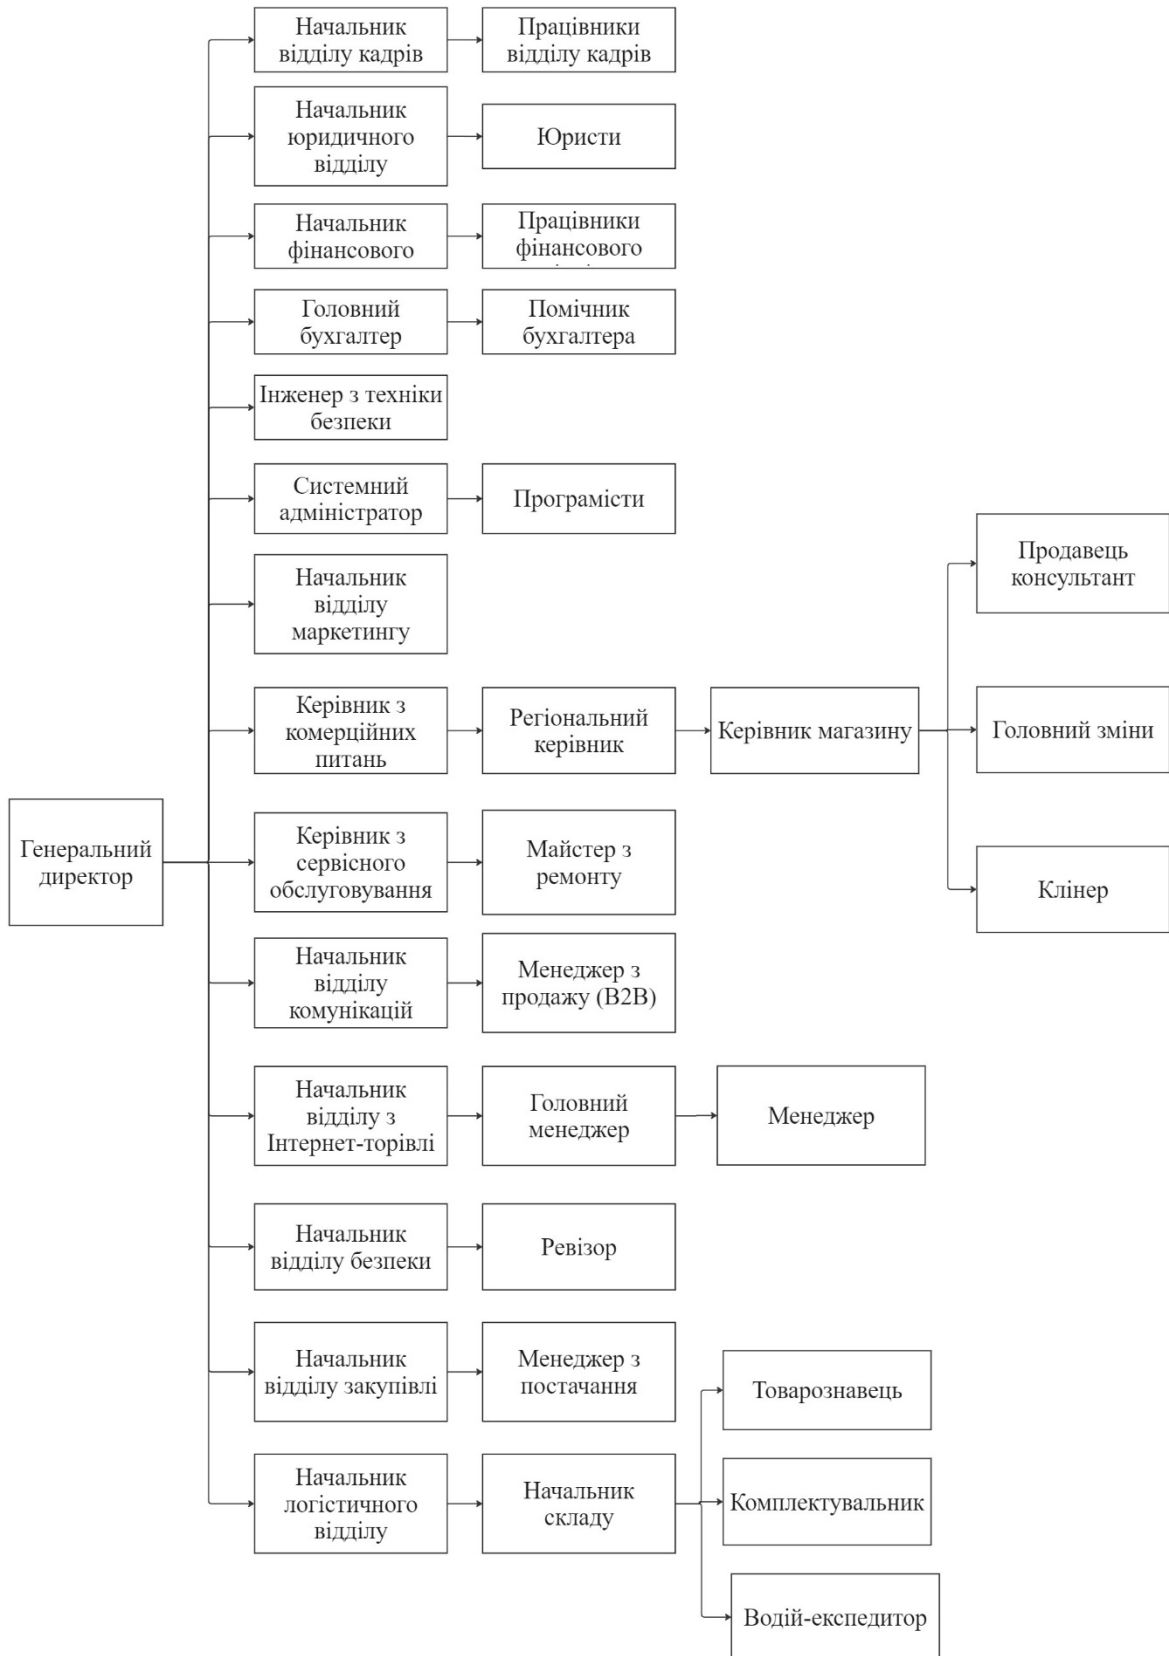 Начальник
відділу кадрів
Працівники
відділу кадрів
Начальник
юридичного
відділу
Юристи
Начальник
фінансового
Працівники
фінансового
Головний
бухгалтер
Помічник
бухгалтера
Інженер з техніки
безпеки
Системний
адміністратор
Програмісти
Начальник
відділу
маркетингу
Продавець
консультант
Керівник з
комерційних
питань
Регіональний
керівник
Керівник магазину
Головний зміни
Клінер
Генеральний
директор
Керівник з
сервісного
обслуговування
Майстер з
ремонту
Начальник
відділу
комунікацій
Менеджер з
продажу (B2B)
Начальник
відділу з
Інтернет-торівлі
Головний
менеджер
Менеджер
Начальник
відділу безпеки
Ревізор
Начальник
відділу закупівлі
Менеджер з
постачання
Начальник
логістичного
відділу
Начальник
складу
Товарознавець
Комплектувальник
Водій-експедитор